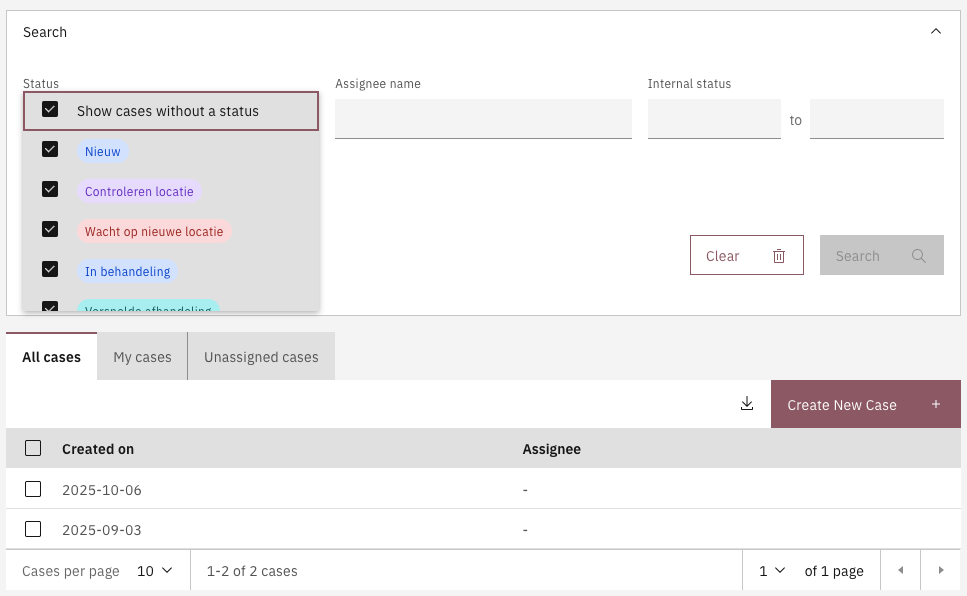 Search
Status
Assignee name
Internal status
Show cases without a status
to
Nieuw
Controleren locatie
Wacht op nieuwe locatie
In behandeling
Versnelde afhandeling
Clear
Search
All cases
My cases
Unassigned cases
Create New Case +
Created on
Assignee
2025-10-06
-
2025-09-03
-
Cases per page 10
1-2 of 2 cases
1
of 1 page